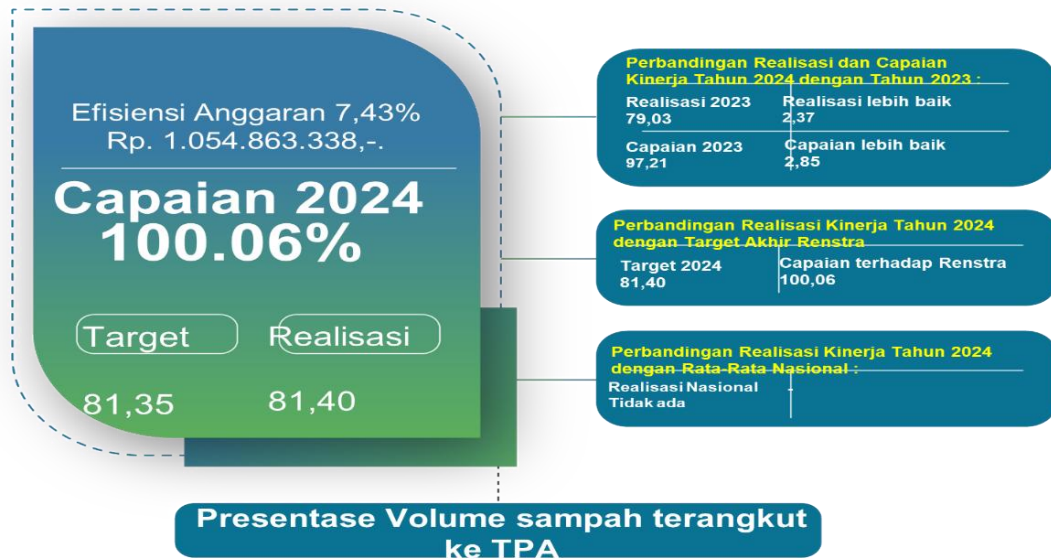 Efisiensi Anggaran 7,43%
Rp. 1.054.863.338,-.
Capaian 2024
100.06%
Target
Realisasi
81,35
81,40
Perbandingan Realisasi dan Capaian
Kinerja Tahun 2024 dengan Tahun 2023 :
Realisasi 2023
79,03
Realisasi lebih baik
2,37
Capaian 2023
97,21
Capaian lebih baik
2,85
Perbandingan Realisasi Kinerja Tahun 2024
dengan Target Akhir Renstra
Target 2024
81,40
Capaian terhadap Renstra
100,06
Perbandingan Realisasi Kinerja Tahun 2024
dengan Rata-Rata Nasional :
Realisasi Nasional
Tidak ada
-
Presentase Volume sampah terangkut
ke TPA